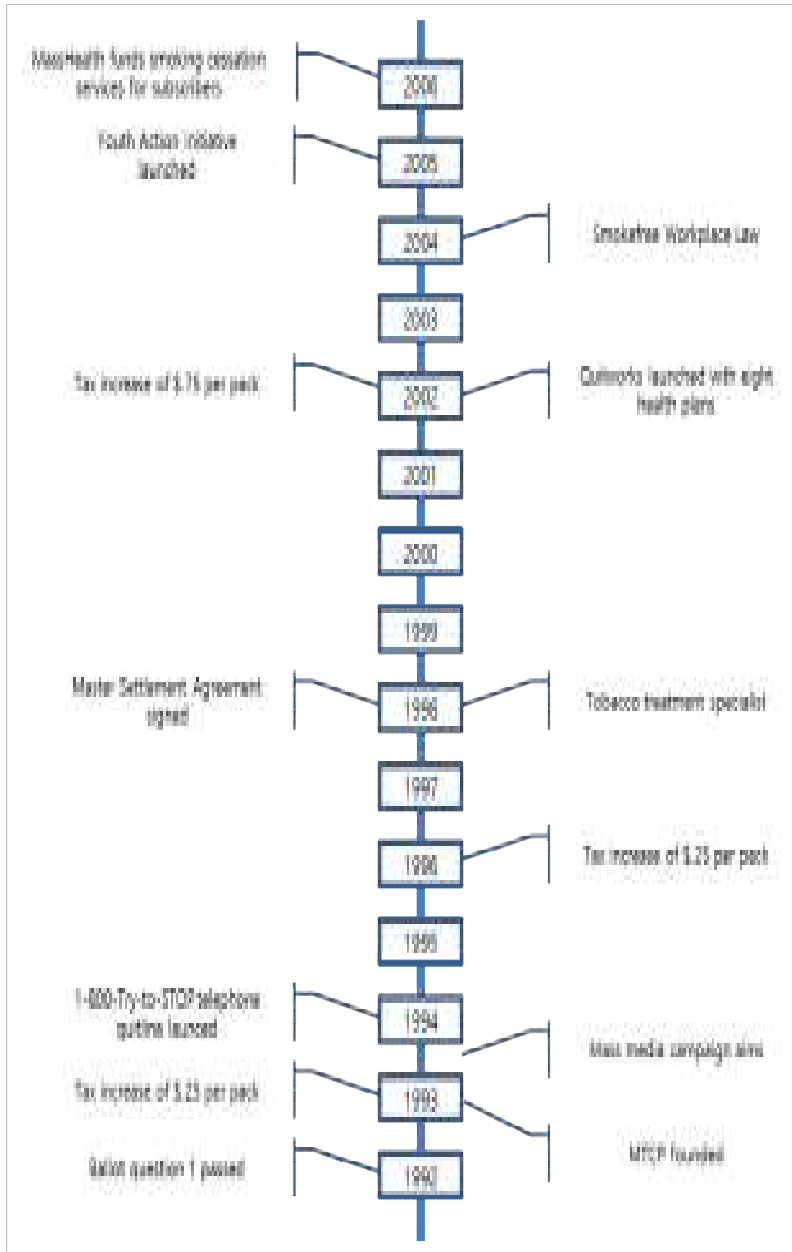 MassHealth funds smoking cessation
services for subscribers
2006
Youth Action Initiative
launched
2005
2004
Smokefree Workplace Law
2003
Tax increase of $.75 per pack
2002
Quitworks launched with eight
health plans
2001
2000
1999
Master Settlement Agreement
signed
1998
Tobacco treatment specialist
1997
1996
Tax increase of $.25 per pack
1995
1-800-Try-to-STOP telephone
quitline
1994
Mass media campaign
Tax increase of $.25 per pack
1993
MTCP founded
Ballot question 1 passed
1992